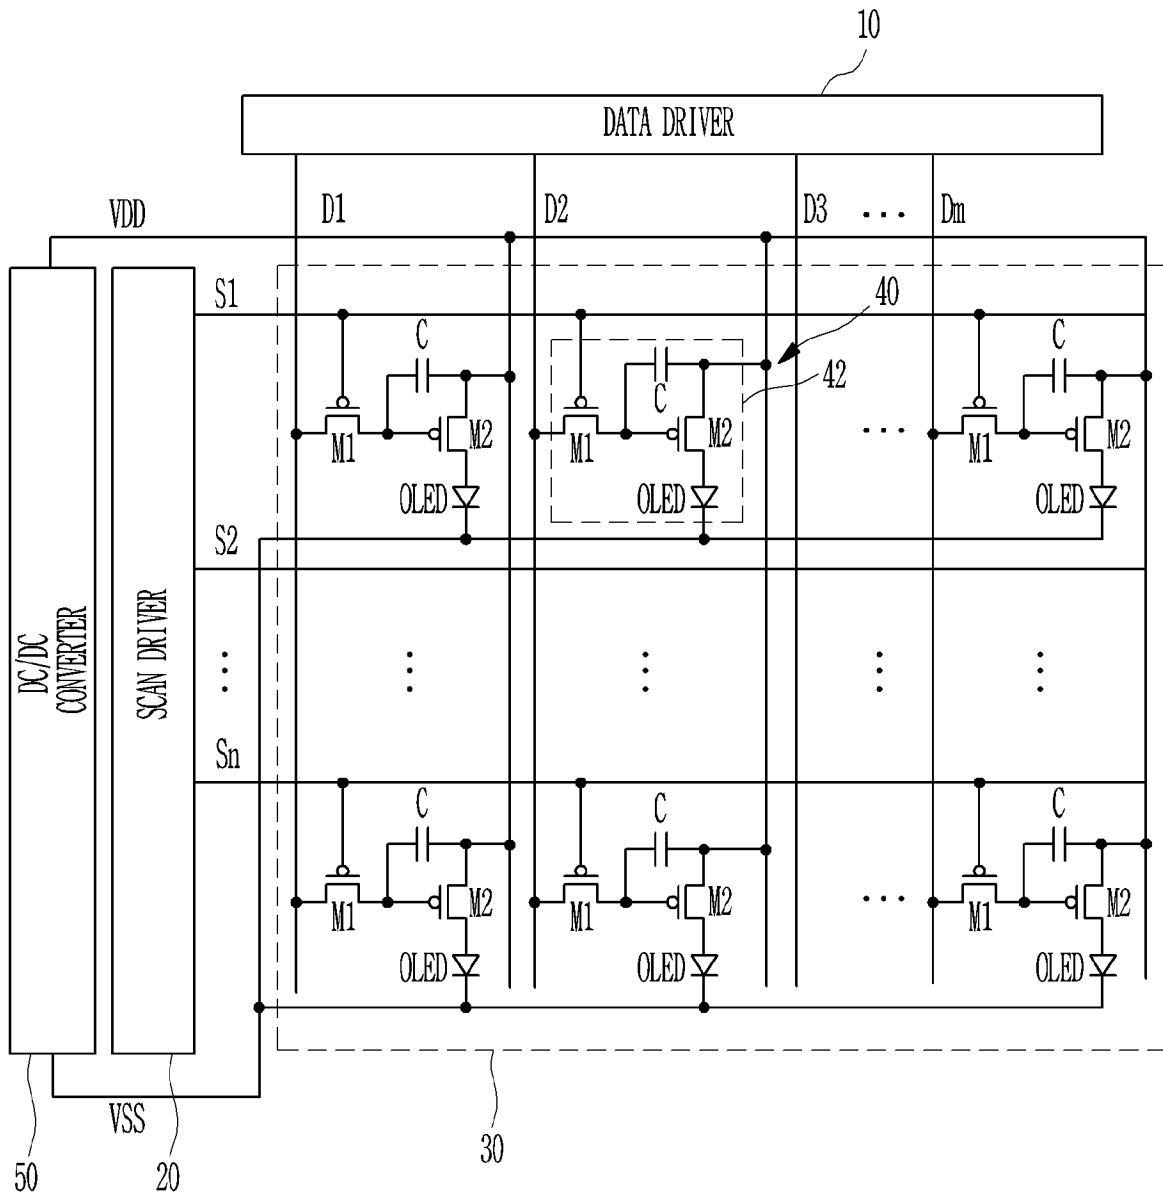 10
DATA DRIVER
VDD
D1
D2
D3
...
Dm
S1
40
C
C
C
42
M1
M2
M1
M2
...
M1
M2
OLED
OLED
OLED
S2
DC/DC
CONVERTER
SCAN DRIVER
Sn
C
C
C
M1
M2
M1
M2
...
M1
M2
OLED
OLED
OLED
VSS
50
20
30